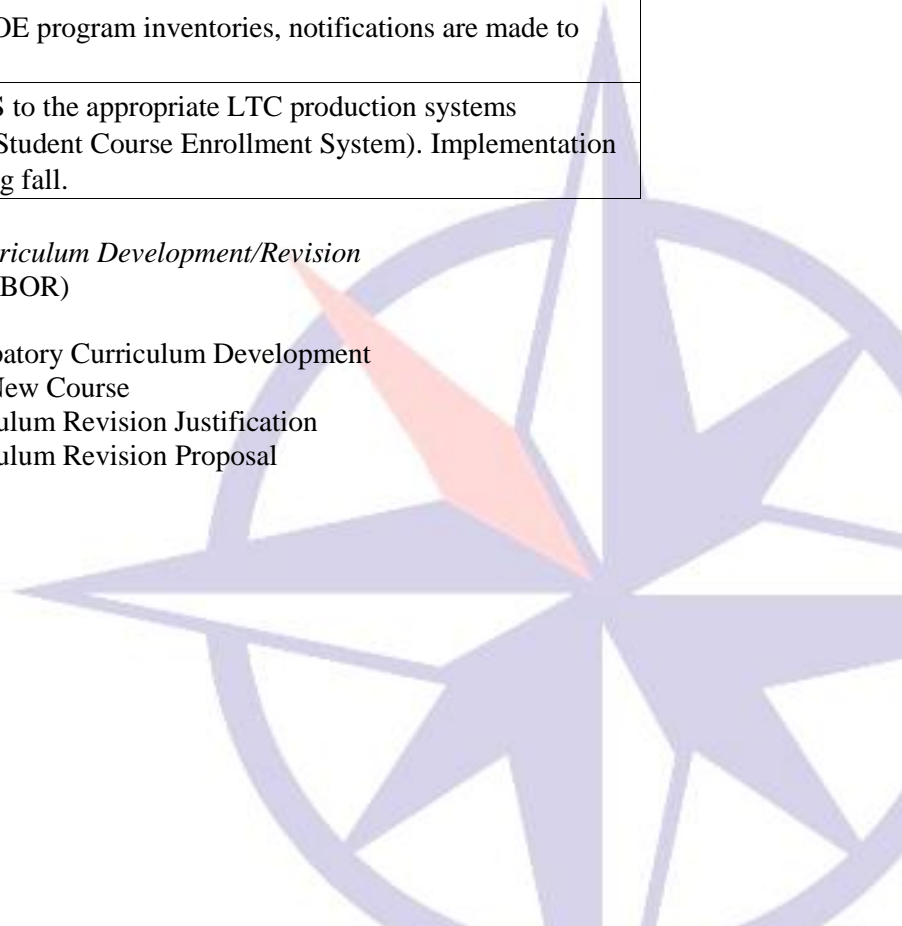 OE program inventories, notifications are made to
to the appropriate LTC production systems
Student Course Enrollment System). Implementation
g fall.
riculum Development/Revision
BOR)
patory Curriculum Development
New Course
ulum Revision Justification
ulum Revision Proposal